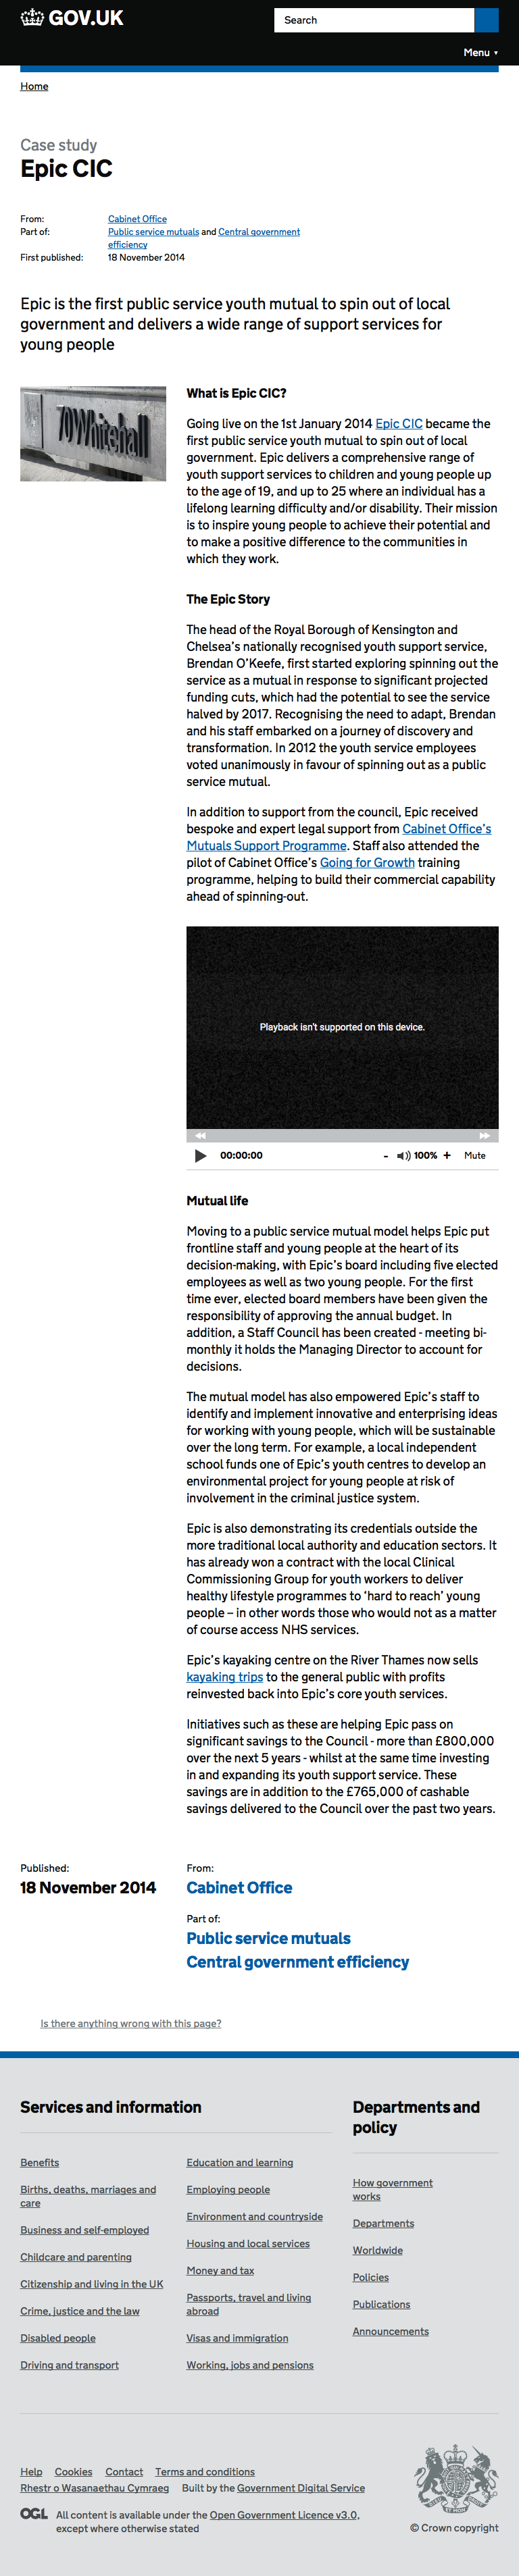 GOV.UK
Search
Menu ▼
Home
Case study
Epic CIC
From: Cabinet Office
Part of: Public service mutuals and Central government
efficiency
First published: 18 November 2014
Epic is the first public service youth mutual to spin out of local
government and delivers a wide range of support services for
young people
70 Whitehall
What is Epic CIC?
Going live on the 1st January 2014 Epic CIC became the
first public service youth mutual to spin out of local
government. Epic delivers a comprehensive range of
youth support services to children and young people up
to the age of 19, and up to 25 where an individual has a
lifelong learning difficulty and/or disability. Their mission
is to inspire young people to achieve their potential and
to make a positive difference to the communities in
which they work.
The Epic Story
The head of the Royal Borough of Kensington and
Chelsea's nationally recognised youth support service,
Brendan O'Keefe, first started exploring spinning out the
service as a mutual in response to significant projected
funding cuts, which had the potential to see the service
halved by 2017. Recognising the need to adapt, Brendan
and his staff embarked on a journey of discovery and
transformation. In 2012 the youth service employees
voted unanimously in favour of spinning out as a public
service mutual.
In addition to support from the council, Epic received
bespoke and expert legal support from Cabinet Office's
Mutuals Support Programme. Staff also attended the
pilot of Cabinet Office's Going for Growth training
programme, helping to build their commercial capability
ahead of spinning-out.
Playback isn't supported on this device.
00:00:00 - 100% + Mute
Mutual life
Moving to a public service mutual model helps Epic put
frontline staff and young people at the heart of its
decision-making, with Epic's board including five elected
employees as well as two young people. For the first
time ever, elected board members have been given the
responsibility of approving the annual budget. In
addition, a Staff Council has been created - meeting bi-
monthly it holds the Managing Director to account for
decisions.
The mutual model has also empowered Epic's staff to
identify and implement innovative and enterprising ideas
for working with young people, which will be sustainable
over the long term. For example, a local independent
school funds one of Epic's youth centres to develop an
environmental project for young people at risk of
involvement in the criminal justice system.
Epic is also demonstrating its credentials outside the
more traditional local authority and education sectors. It
has already won a contract with the local Clinical
Commissioning Group for youth workers to deliver
healthy lifestyle programmes to 'hard to reach' young
people – in other words those who would not as a matter
of course access NHS services.
Epic's kayaking centre on the River Thames now sells
kayaking trips to the general public with profits
reinvested back into Epic's core youth services.
Initiatives such as these are helping Epic pass on
significant savings to the Council - more than £800,000
over the next 5 years - whilst at the same time investing
in and expanding its youth support service. These
savings are in addition to the £765,000 of cashable
savings delivered to the Council over the past two years.
Published:
18 November 2014
From:
Cabinet Office
Part of:
Public service mutuals
Central government efficiency
Is there anything wrong with this page?
Services and information
Benefits
Births, deaths, marriages and
care
Business and self-employed
Childcare and parenting
Citizenship and living in the UK
Crime, justice and the law
Disabled people
Driving and transport
Education and learning
Employing people
Environment and countryside
Housing and local services
Money and tax
Passports, travel and living
abroad
Visas and immigration
Working, jobs and pensions
Departments and
policy
How government
works
Departments
Worldwide
Policies
Publications
Announcements
Help Cookies Contact Terms and conditions
Rhestr o Wasanaethau Cymraeg Built by the Government Digital Service
OGL All content is available under the Open Government Licence v3.0,
except where otherwise stated
© Crown copyright